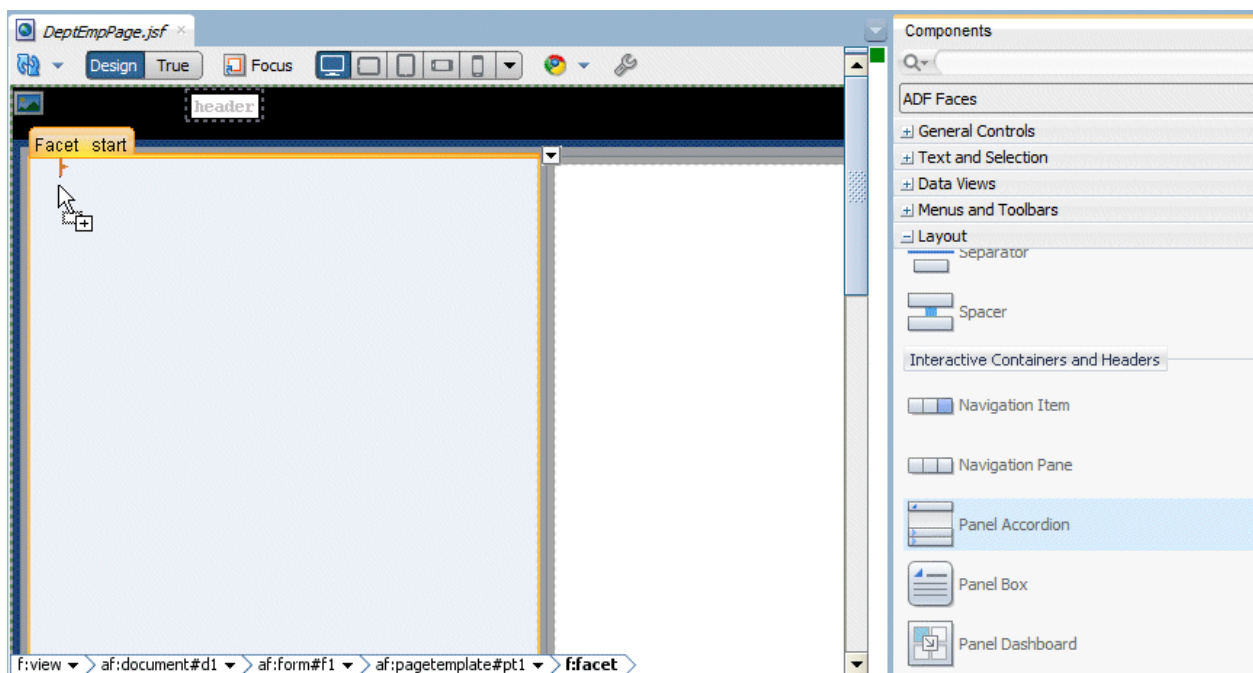 DeptEmpPage.jsf
Design True Focus
header
Facet start
f:view af:document#d1 af:form#f1 af:pagetemplate#pt1 f:facet
Components
ADF Faces
General Controls
Text and Selection
Data Views
Menus and Toolbars
Layout
Separator
Spacer
Interactive Containers and Headers
Navigation Item
Navigation Pane
Panel Accordion
Panel Box
Panel Dashboard